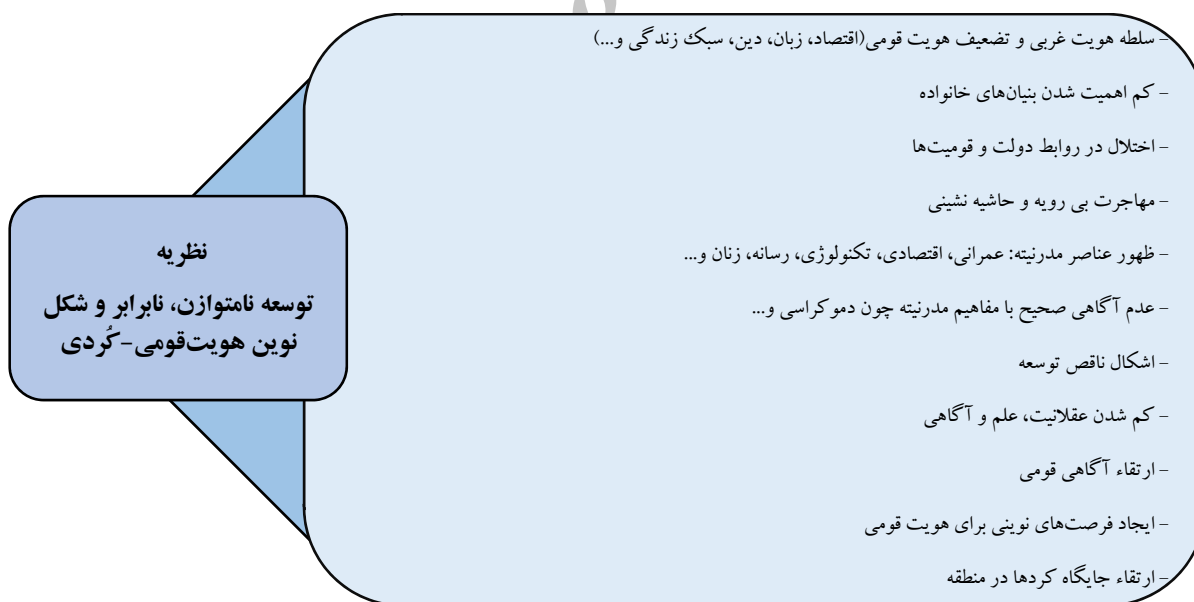 - سلطه هویت غربی و تضعیف هویت قومی(اقتصاد، زبان، دین، سبک زندگی و...)
- کم اهمیت شدن بنیان‌های خانواده
- اختلال در روابط دولت و قومیت‌ها
- مهاجرت بی رویه و حاشیه نشینی
- ظهور عناصر مدرنیته: عمرانی، اقتصادی، تکنولوژی، رسانه، زنان و...
- عدم آگاهی صحیح با مفاهیم مدرنیته چون دموکراسی و...
- اشکال ناقص توسعه
- کم شدن عقلانیت، علم و آگاهی
- ارتقاء آگاهی قومی
- ایجاد فرصت‌های نوینی برای هویت قومی
- ارتقاء جایگاه کردها در منطقه
نظریه
توسعه نامتوازن، نابرابر و شکل
نوین هویت‌قومی-کُردی